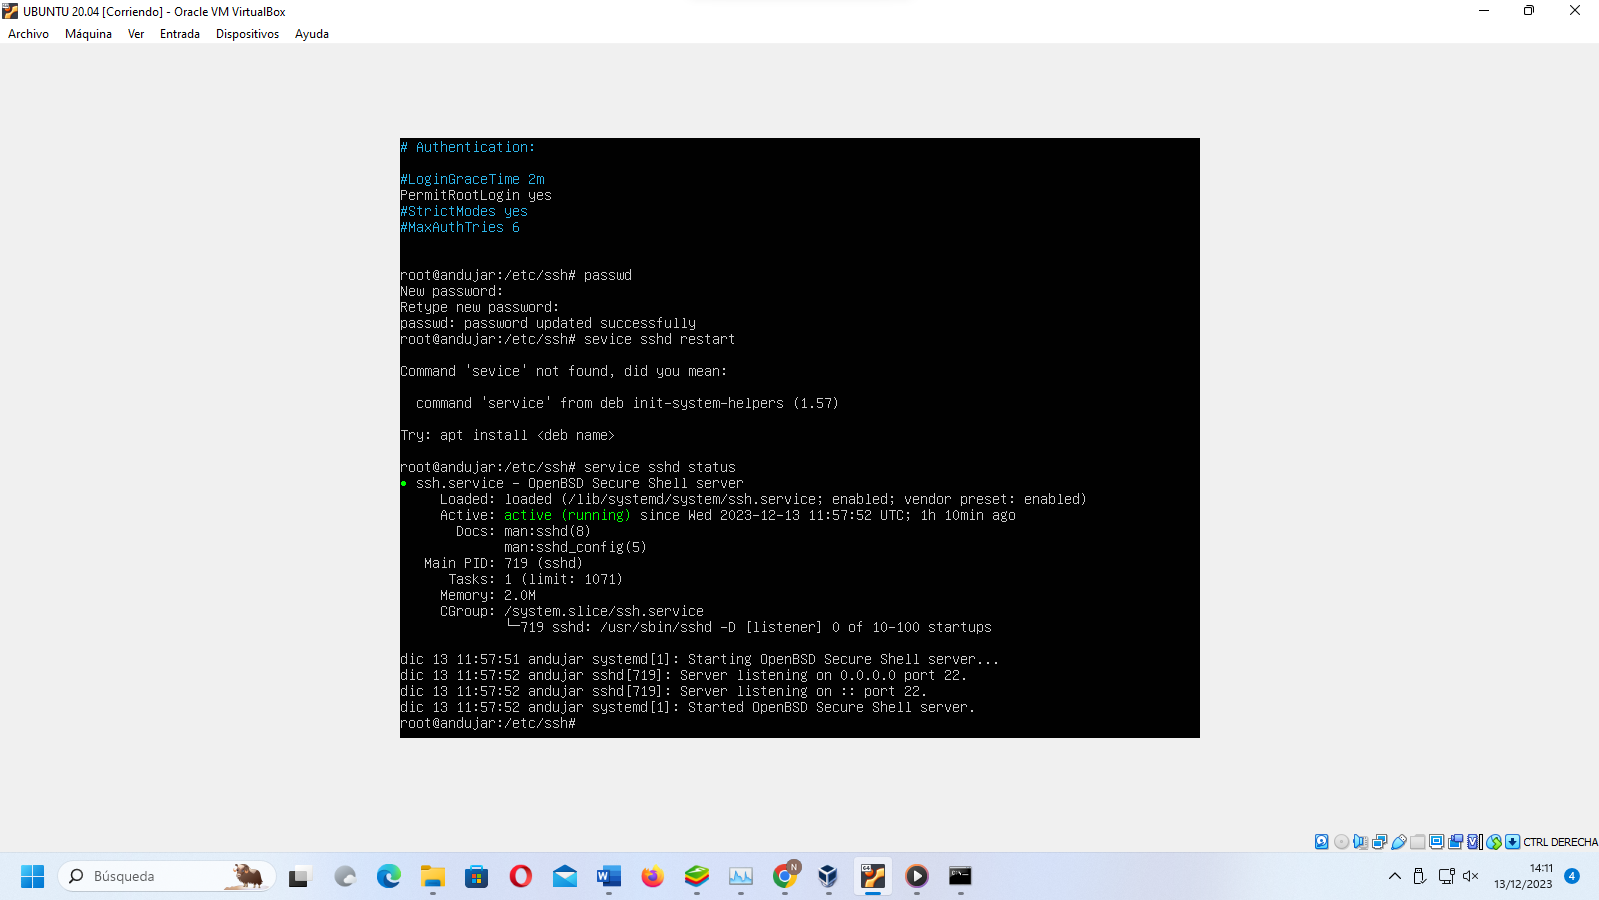 UBUNTU 20.04 [Corriendo] - Oracle VM VirtualBox
Archivo Máquina Ver Entrada Dispositivos Ayuda
# Authentication:
#LoginGraceTime 2m
PermitRootLogin yes
#StrictModes yes
#MaxAuthTries 6
root@andujar:/etc/ssh# passwd
New password:
Retype new password:
passwd: password updated successfully
root@andujar:/etc/ssh# sevice sshd restart
Command 'sevice' not found, did you mean:
command 'service' from deb init-system-helpers (1.57)
Try: apt install <deb name>
root@andujar:/etc/ssh# service sshd status
● ssh.service - OpenBSD Secure Shell server
Loaded: loaded (/lib/systemd/system/ssh.service; enabled; vendor preset: enabled)
Active: active (running) since Wed 2023-12-13 11:57:52 UTC; 1h 10min ago
Docs: man:sshd(8)
man:sshd_config(5)
Main PID: 719 (sshd)
Tasks: 1 (limit: 1071)
Memory: 2.0M
CGroup: /system.slice/ssh.service
└─719 sshd: /usr/sbin/sshd -D [listener] 0 of 10-100 startups
dic 13 11:57:51 andujar systemd[1]: Starting OpenBSD Secure Shell server...
dic 13 11:57:52 andujar sshd[719]: Server listening on 0.0.0.0 port 22.
dic 13 11:57:52 andujar sshd[719]: Server listening on :: port 22.
dic 13 11:57:52 andujar systemd[1]: Started OpenBSD Secure Shell server.
root@andujar:/etc/ssh#
CTRL DERECHA
Búsqueda
N
14:11
13/12/2023
4